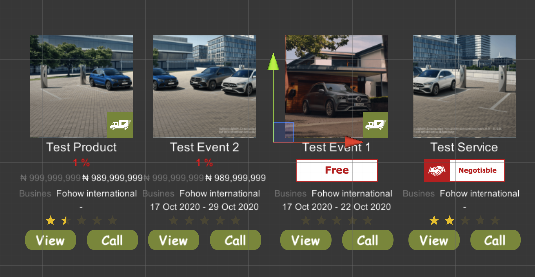 Test Product
1 %
₦ 999,999,999 ₦ 989,999,999
Busines Fohow international
-
View Call
Test Event 2
1 %
₦ 999,999,999 ₦ 989,999,999
Busines Fohow international
17 Oct 2020 - 29 Oct 2020
View Call
Test Event 1
Free
Busines Fohow international
17 Oct 2020 - 22 Oct 2020
View Call
Test Service
Negotiable
Busines Fohow international
-
View Call